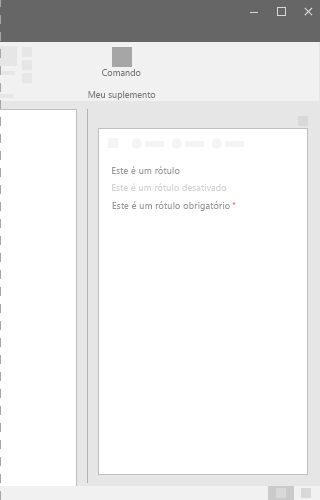 Comando
Meu suplemento
Este é um rótulo
Este é um rótulo desativado
Este é um rótulo obrigatório *